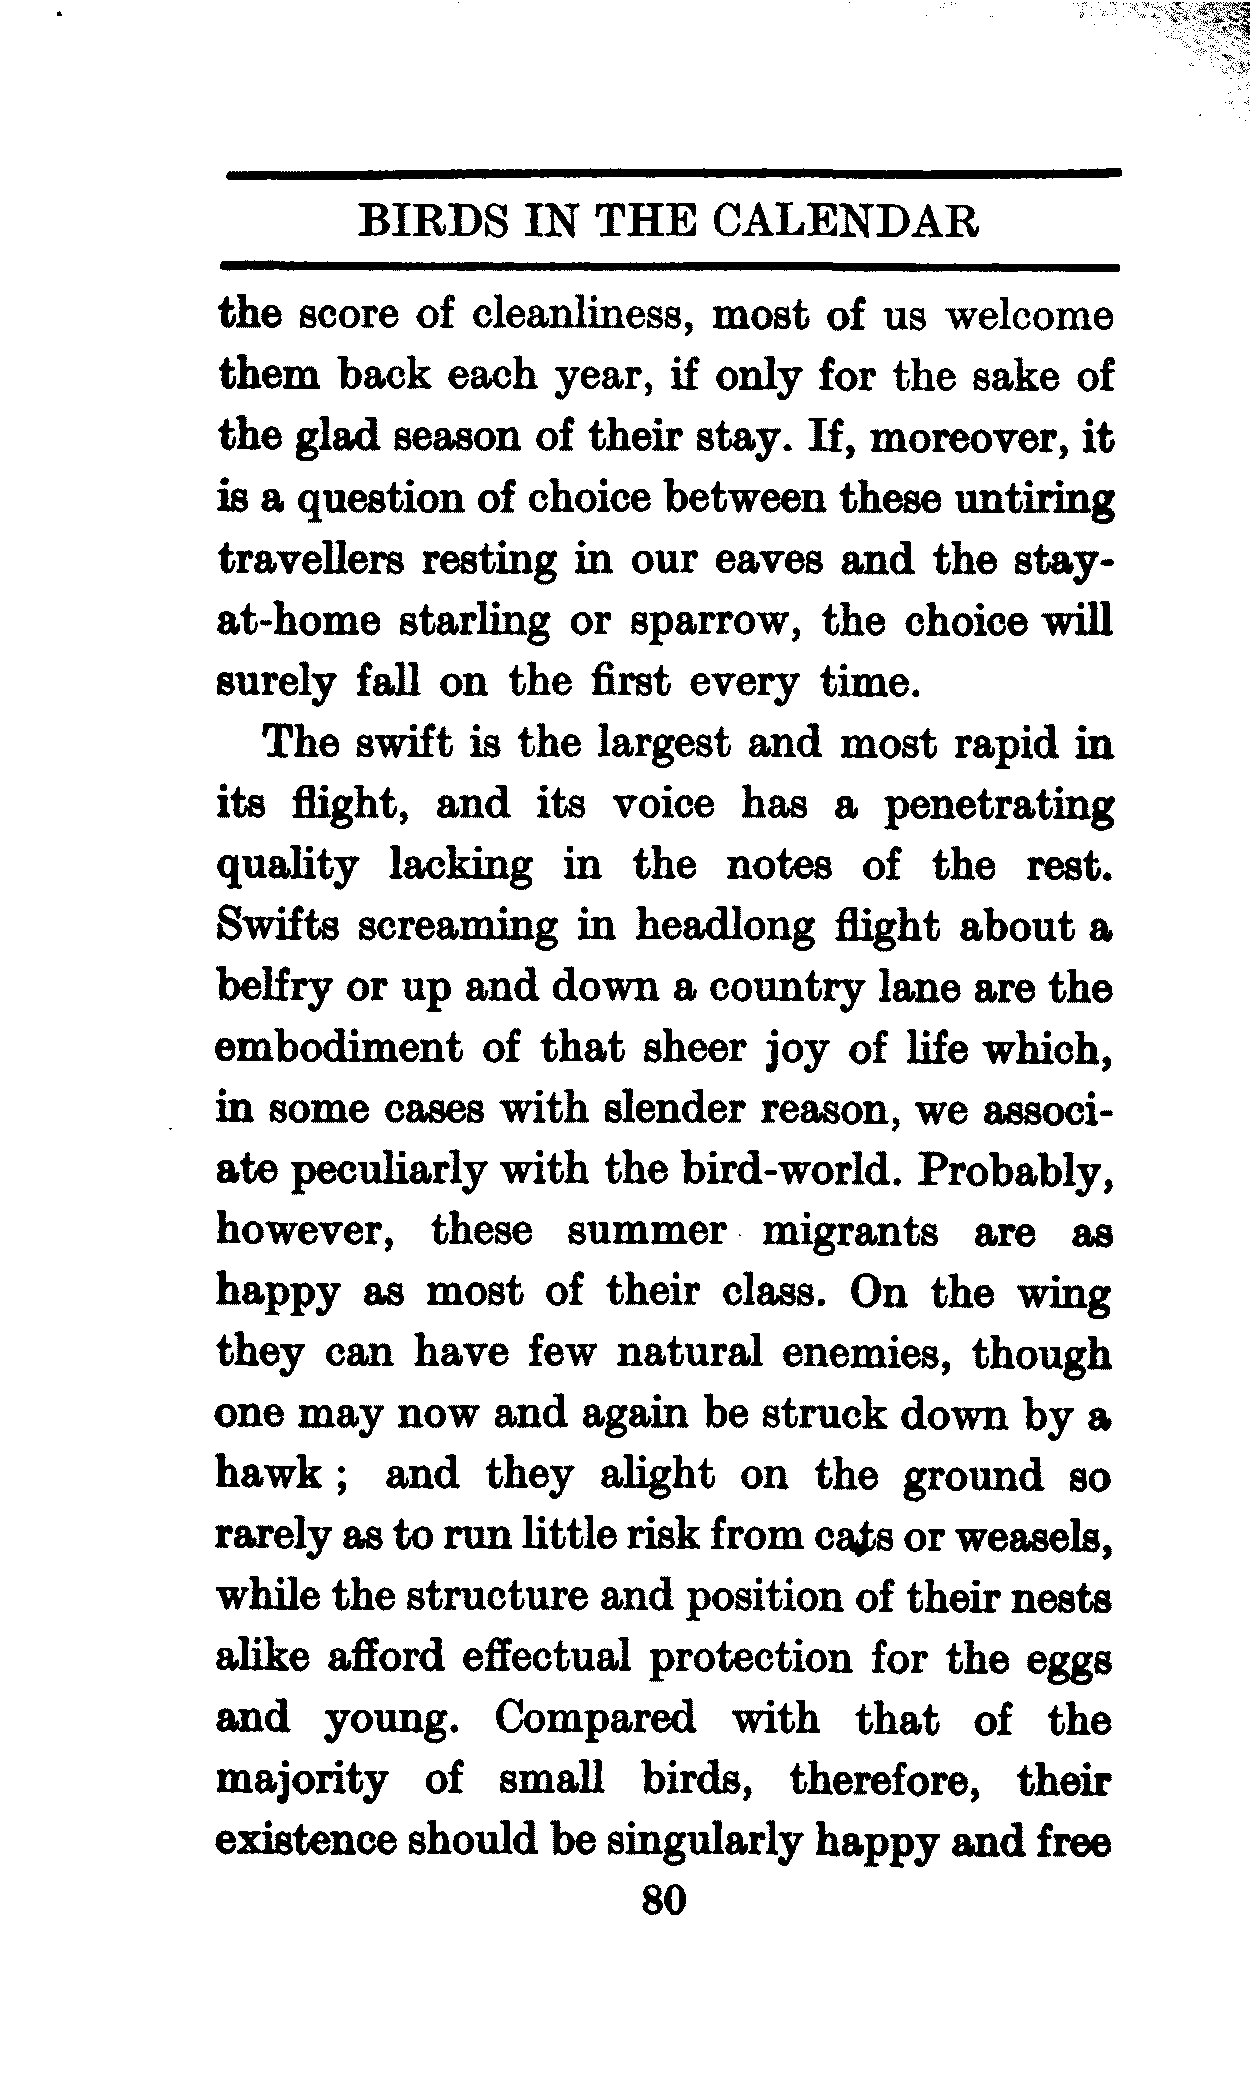 BIRDS IN THE CALENDAR
the score of cleanliness, most of us welcome
them back each year, if only for the sake of
the glad season of their stay. If, moreover, it
is a question of choice between these untiring
travellers resting in our eaves and the stay-
at-home starling or sparrow, the choice will
surely fall on the first every time.
The swift is the largest and most rapid in
its flight, and its voice has a penetrating
quality lacking in the notes of the rest.
Swifts screaming in headlong flight about a
belfry or up and down a country lane are the
embodiment of that sheer joy of life which,
in some cases with slender reason, we associ-
ate peculiarly with the bird-world. Probably,
however, these summer migrants are as
happy as most of their class. On the wing
they can have few natural enemies, though
one may now and again be struck down by a
hawk ; and they alight on the ground so
rarely as to run little risk from cats or weasels,
while the structure and position of their nests
alike afford effectual protection for the eggs
and young. Compared with that of the
majority of small birds, therefore, their
existence should be singularly happy and free
80